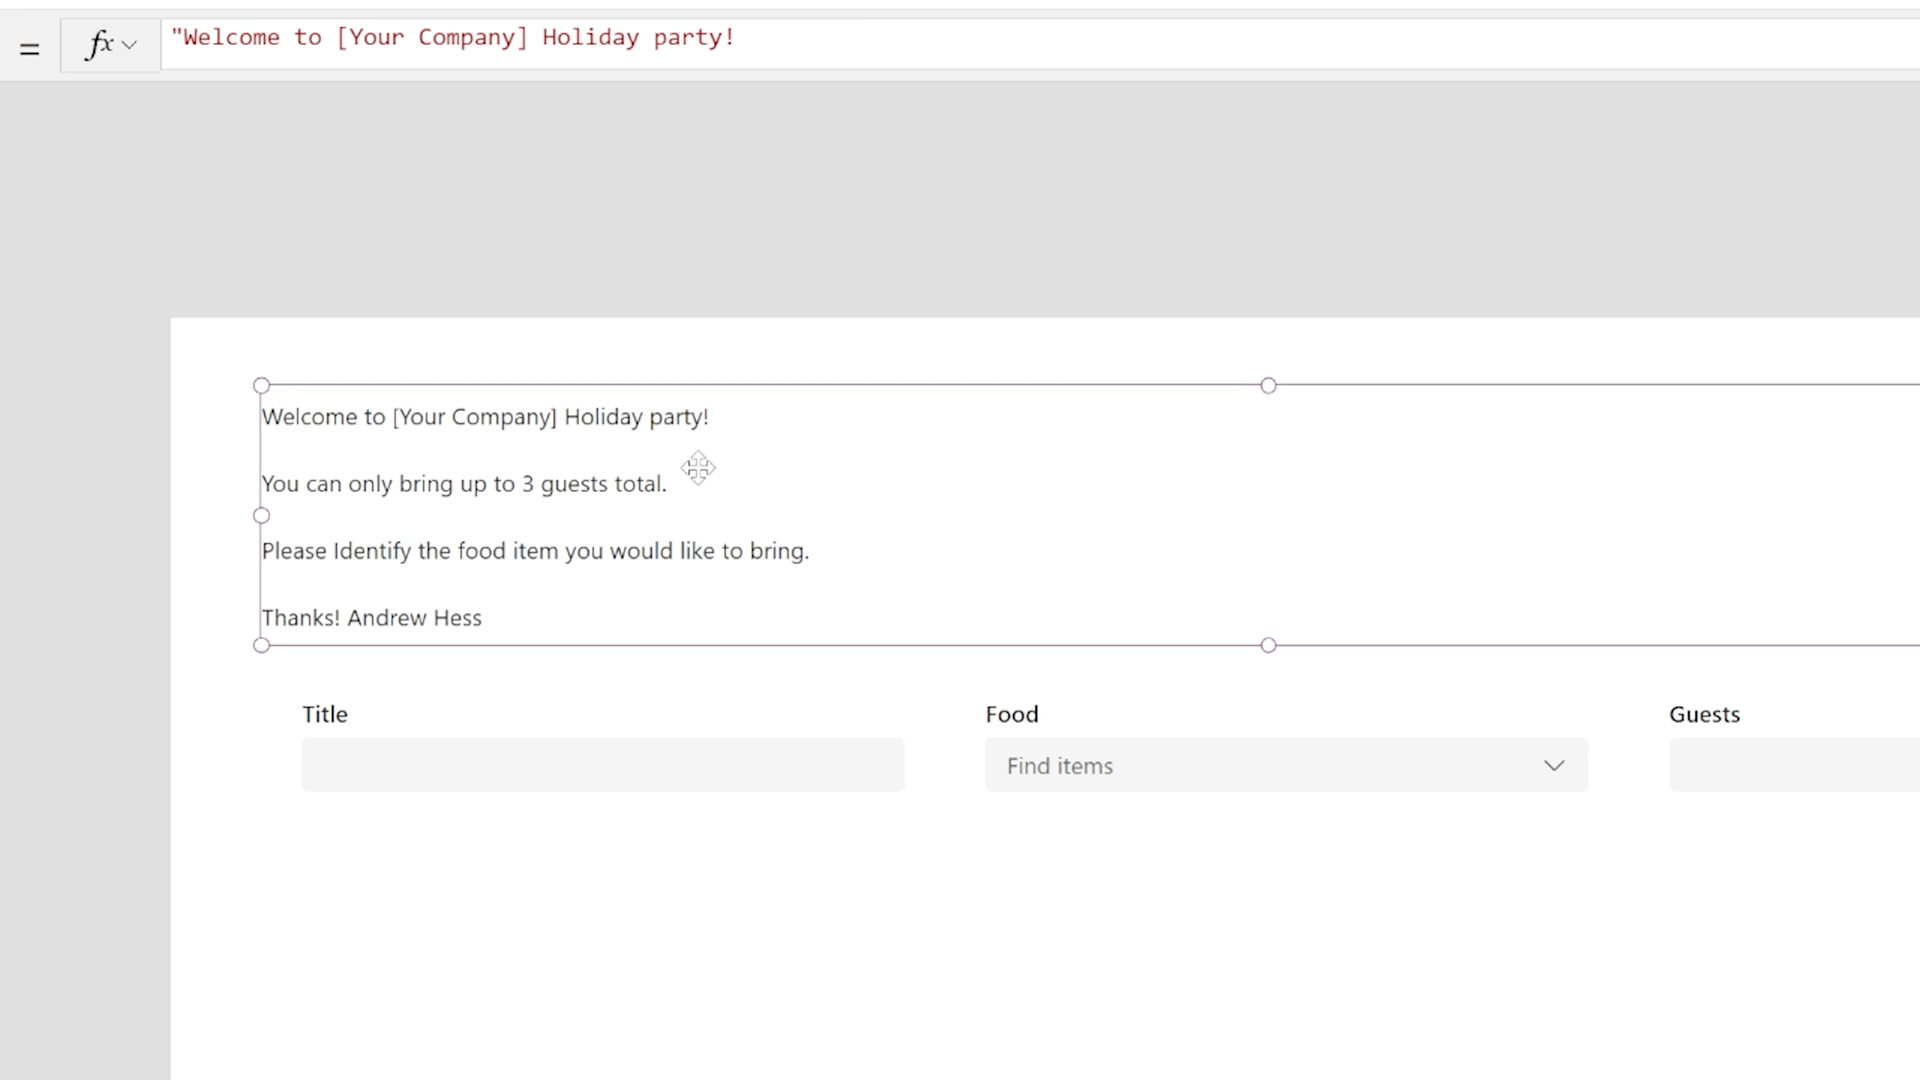 = fx "Welcome to [Your Company] Holiday party!
Welcome to [Your Company] Holiday party!
You can only bring up to 3 guests total.
Please Identify the food item you would like to bring.
Thanks! Andrew Hess
Title Food Guests
Find items